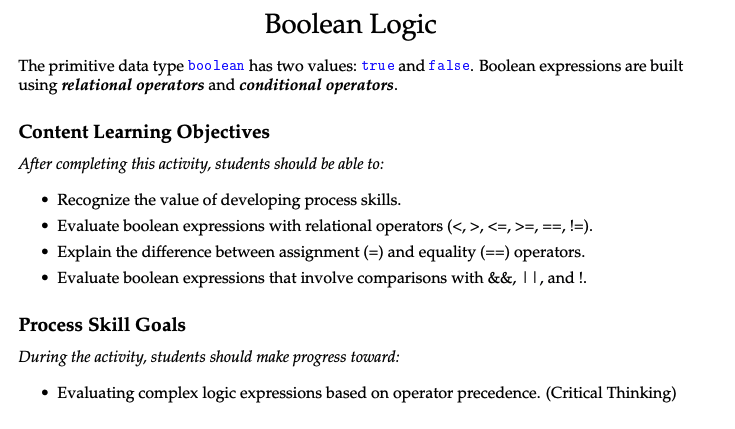 Boolean Logic
The primitive data type boolean has two values: true and false. Boolean expressions are built
using relational operators and conditional operators.
Content Learning Objectives
After completing this activity, students should be able to:
• Recognize the value of developing process skills.
• Evaluate boolean expressions with relational operators (<, >, <=, >=, ==, !=).
• Explain the difference between assignment (=) and equality (==) operators.
• Evaluate boolean expressions that involve comparisons with &&, ||, and !.
Process Skill Goals
During the activity, students should make progress toward:
• Evaluating complex logic expressions based on operator precedence. (Critical Thinking)